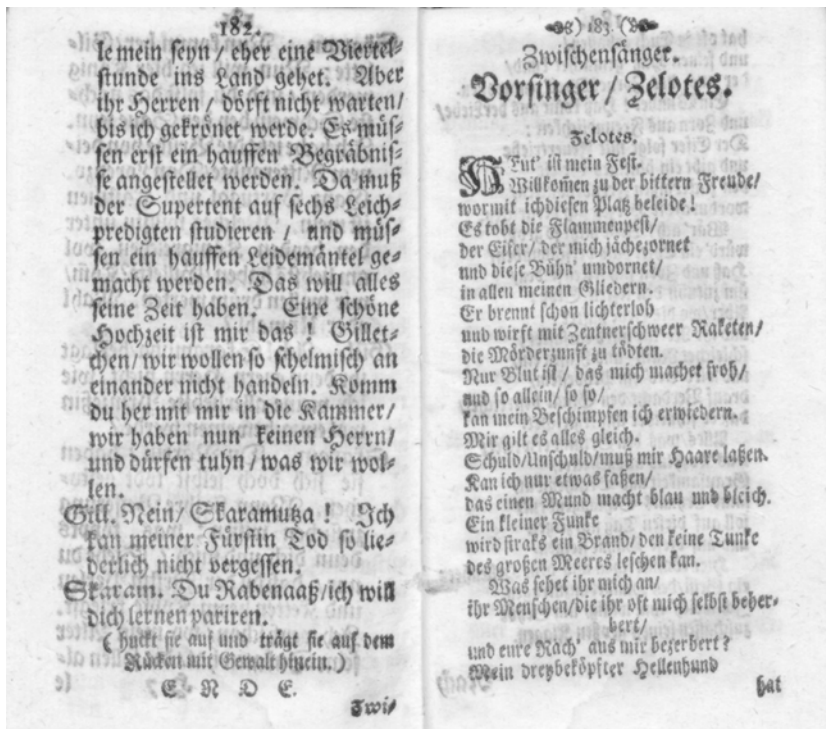 182.
le mein seyn / eher eine Viertel-
stunde ins Land gehet. Aber
ihr Herren / dörft nicht warten /
bis ich gekrönet werde. Es müs-
sen erst ein hauffen Begräbnis-
se angestellet werden. Da muß
der Supertent auf sechs Leich-
predigten studieren / und müs-
sen ein hauffen Leidemäntel ge-
macht werden. Das will alles
seine Zeit haben. Eine schöne
Hochzeit ist mir das ! Gillet-
chen / wir wollen so schelmisch an
einander nicht handeln. Komm
du her mit mir in die Kammer /
wir haben nun keinen Herrn /
und dürfen tuhn / was wir wol-
len.
Gill. Nein / Skaramutza ! Ich
kan meiner Fürstin Tod so lie-
derlich nicht vergessen.
Skaram. Du Rabenaaß / ich will
dich lernen pariren.
( huckt sie auf und trägt sie auf dem
Rücken mit Gewalt hinein. )
E. N. D E.
Zwi-
) 183 (
Zwischensänger.
Vorsinger / Zelotes.
Zelotes.
HEut' ist mein Fest.
Willkom̃en zu der bittern Freude /
wormit ich diesen Platz beleide !
Es tobt die Flammenpest /
der Eifer / der mich jächezornet
und diese Bühn' umdornet /
in allen meinen Gliedern.
Er brennt schon lichterloh
und wirft mit Zentnerschweer Raketen /
die Mörderzunft zu tödten.
Nur Blut ist / das mich machet froh /
nud so allein / so so /
kan mein Beschimpfen ich erwiedern.
Mir gilt es alles gleich.
Schuld / Unschuld / muß mir Haare laßen.
Kan ich nur etwas faßen /
das einen Mund macht blau und bleich.
Ein kleiner Funke
wird straks ein Brand / den keine Tunke
des großen Meeres leschen kan.
Was sehet ihr mich an /
ihr Menschen / die ihr oft mich selbst beher-
bert /
und eure Rach' aus mir bezerbert ?
Mein dreybeköpfter Hellenhund
hat